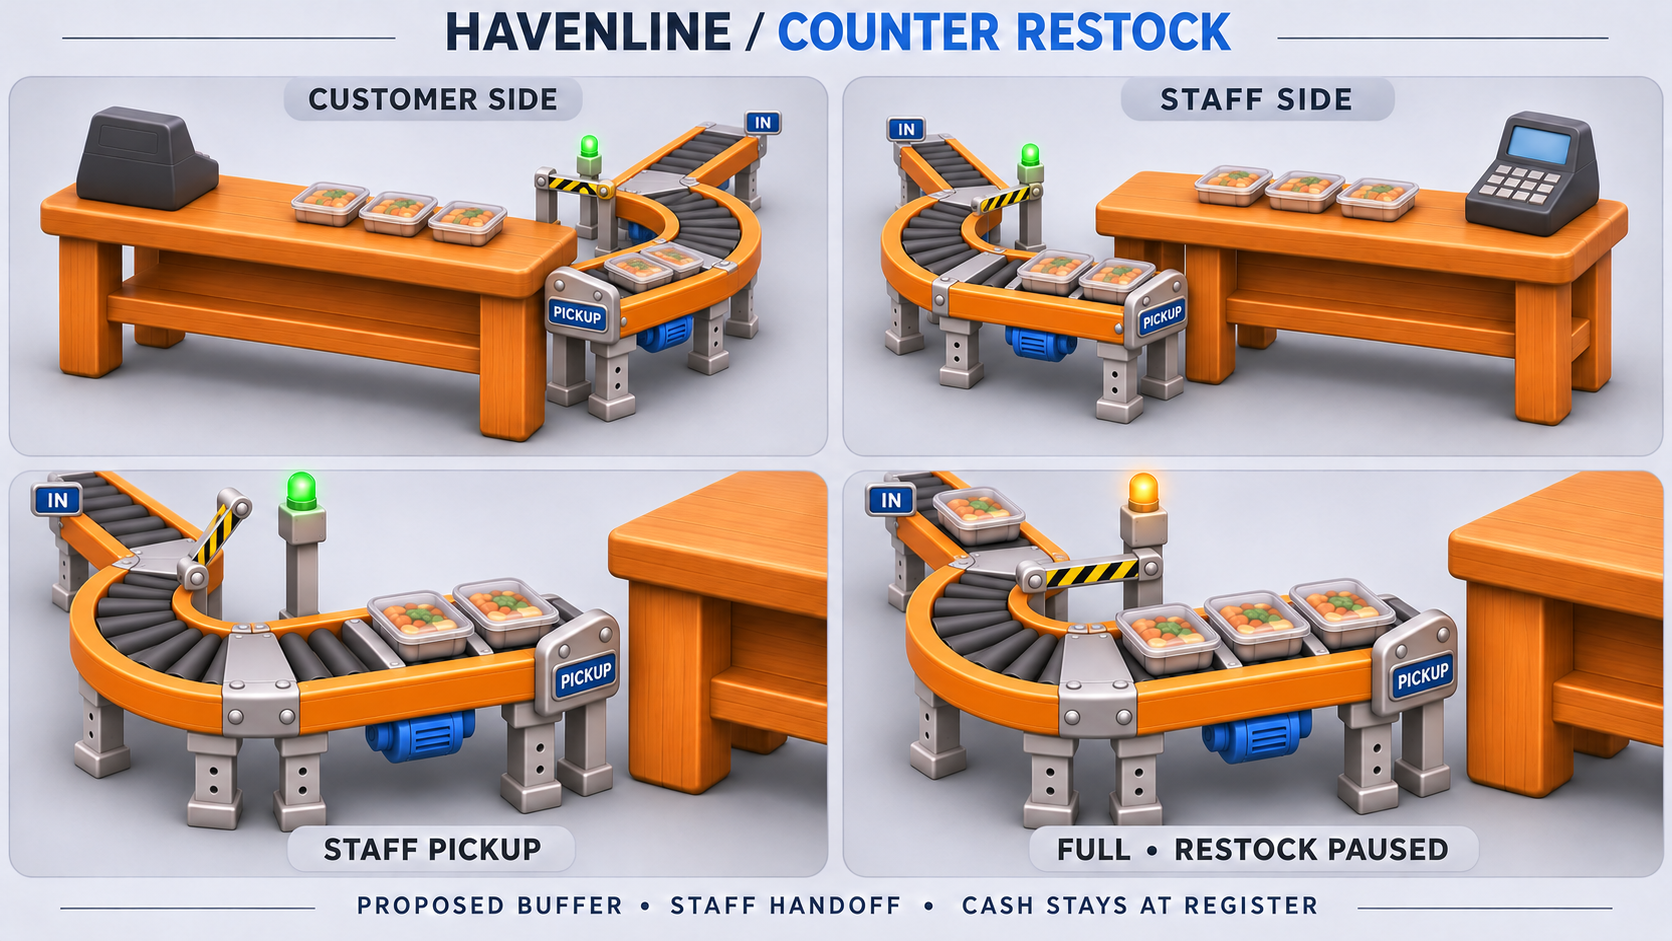 HAVENLINE / COUNTER RESTOCK
CUSTOMER SIDE
IN
PICKUP
STAFF SIDE
IN
PICKUP
IN
PICKUP
STAFF PICKUP
IN
PICKUP
FULL • RESTOCK PAUSED
PROPOSED BUFFER • STAFF HANDOFF • CASH STAYS AT REGISTER